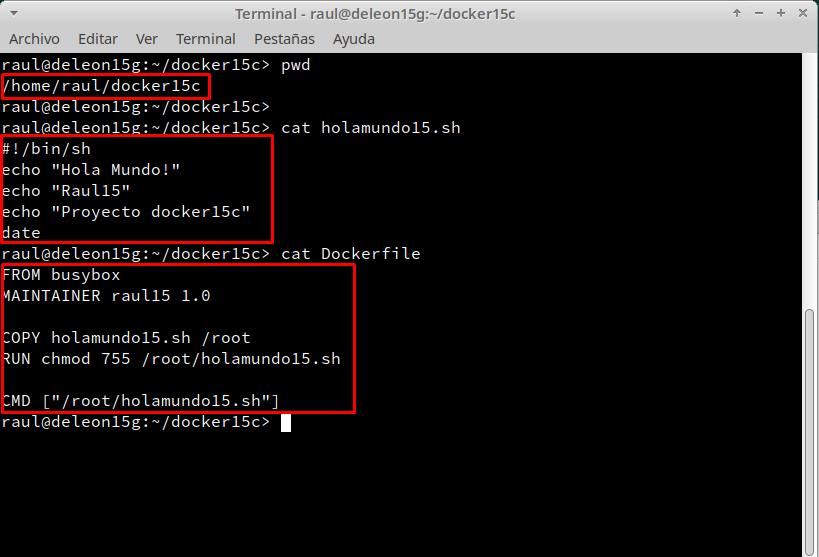 Terminal - raul@deleon15g:~/docker15c
Archivo Editar Ver Terminal Pestañas Ayuda
raul@deleon15g:~/docker15c> pwd
/home/raul/docker15c
raul@deleon15g:~/docker15c>
raul@deleon15g:~/docker15c> cat holamundo15.sh
#!/bin/sh
echo "Hola Mundo!"
echo "Raul15"
echo "Proyecto docker15c"
date
raul@deleon15g:~/docker15c> cat Dockerfile
FROM busybox
MAINTAINER raul15 1.0
COPY holamundo15.sh /root
RUN chmod 755 /root/holamundo15.sh
CMD ["/root/holamundo15.sh"]
raul@deleon15g:~/docker15c>